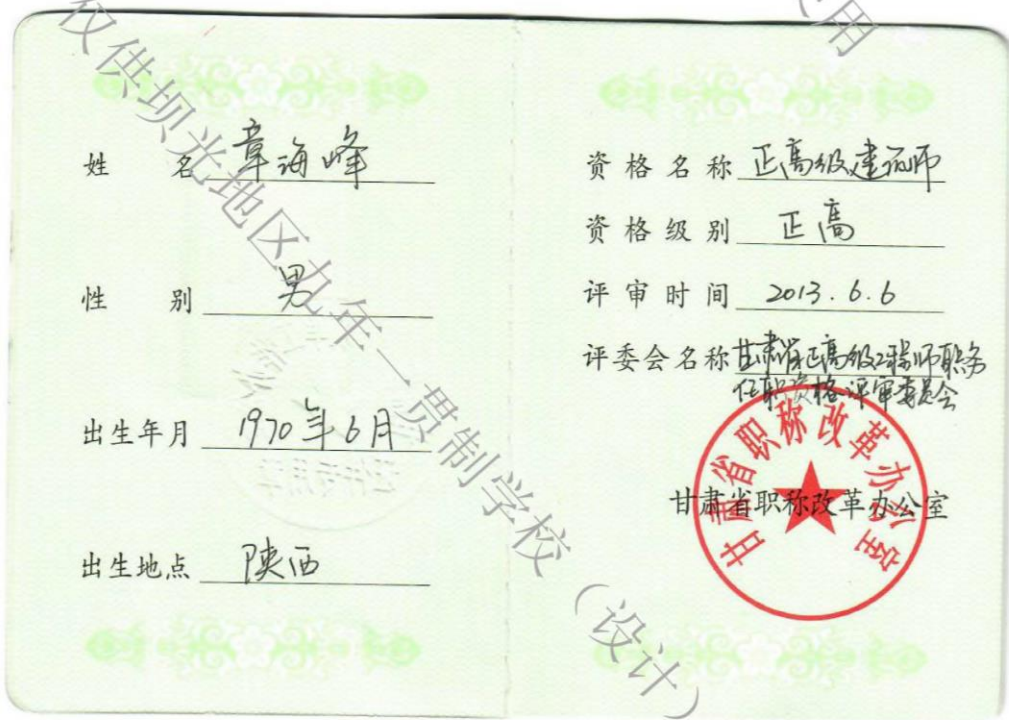 姓名 章海峰
性别 男
出生年月 1970年6月
出生地点 陕西
资格名称 正高级建筑师
资格级别 正高
评审时间 2013.6.6
评委会名称 甘肃省正高级工程师职务
任职资格评审委员会
甘肃省职称改革办公室
甘肃省职称改革办公室
仅供坝光地区九年一贯制学校（设计）
使用